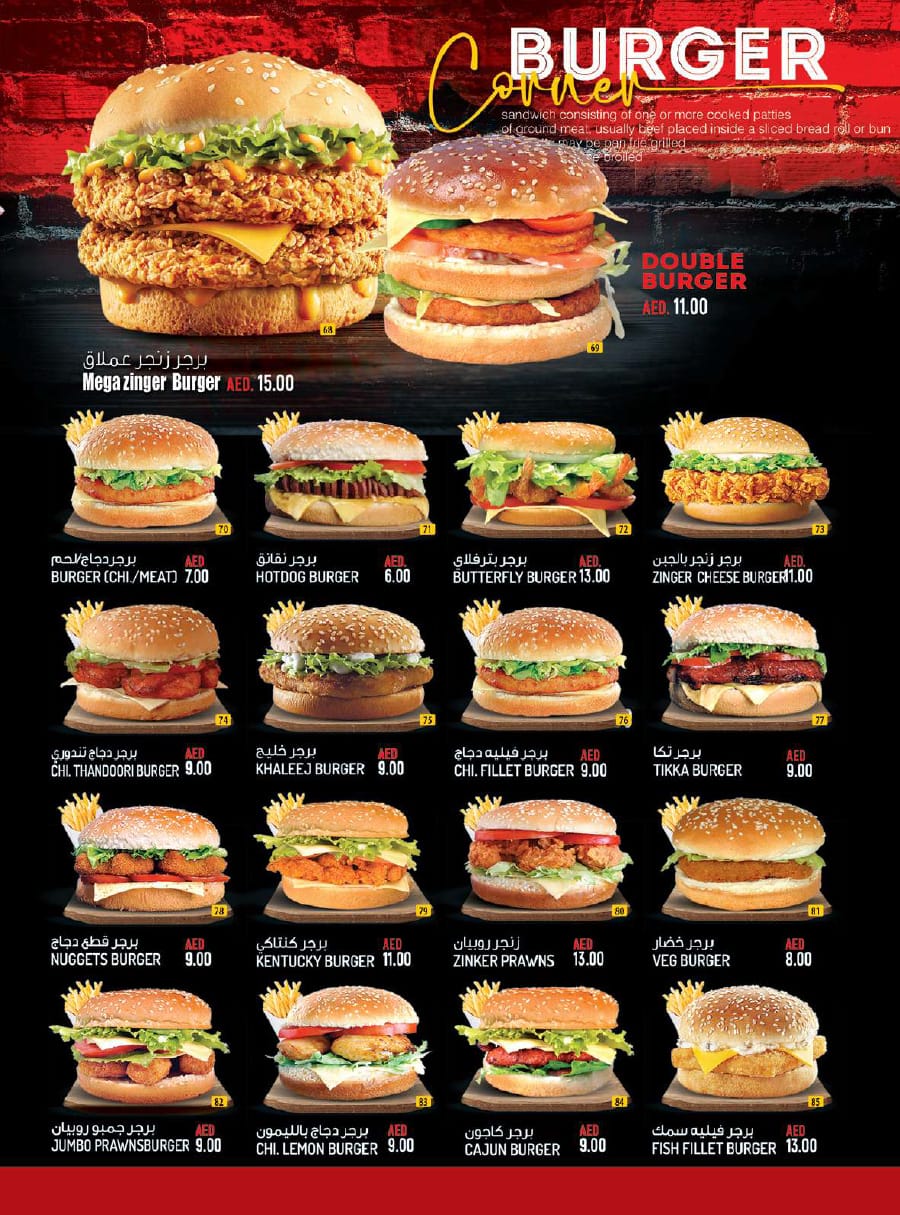 BURGER
Corner
sandwich consisting of one or more cooked patties
of ground meat, usually beef placed inside a sliced bread roll or bun
may be pan frie grilled
broiled
DOUBLE
BURGER
AED. 11.00
68
69
برجر زنجر عملاق
Mega zinger Burger AED. 15.00
70
71
72
73
برجر دجاج/لحم AED
BURGER (CHI./MEAT) 7.00
برجر نقانق AED.
HOTDOG BURGER 6.00
برجر بترفلاي AED.
BUTTERFLY BURGER 13.00
برجر زنجر بالجبن AED.
ZINGER CHEESE BURGER 11.00
74
75
76
77
برجر دجاج تندوري AED
CHI. THANDOORI BURGER 9.00
برجر خليج AED
KHALEEJ BURGER 9.00
برجر فيليه دجاج AED
CHI. FILLET BURGER 9.00
برجر تكا AED
TIKKA BURGER 9.00
78
79
80
81
برجر قطع دجاج AED
NUGGETS BURGER 9.00
برجر كنتاكي AED
KENTUCKY BURGER 11.00
زنجر روبيان AED
ZINKER PRAWNS 13.00
برجر خضار AED
VEG BURGER 8.00
82
83
84
85
برجر جمبو روبيان AED
JUMBO PRAWNSBURGER 9.00
برجر دجاج بالليمون AED
CHI. LEMON BURGER 9.00
برجر كاجون AED
CAJUN BURGER 9.00
برجر فيليه سمك AED
FISH FILLET BURGER 13.00